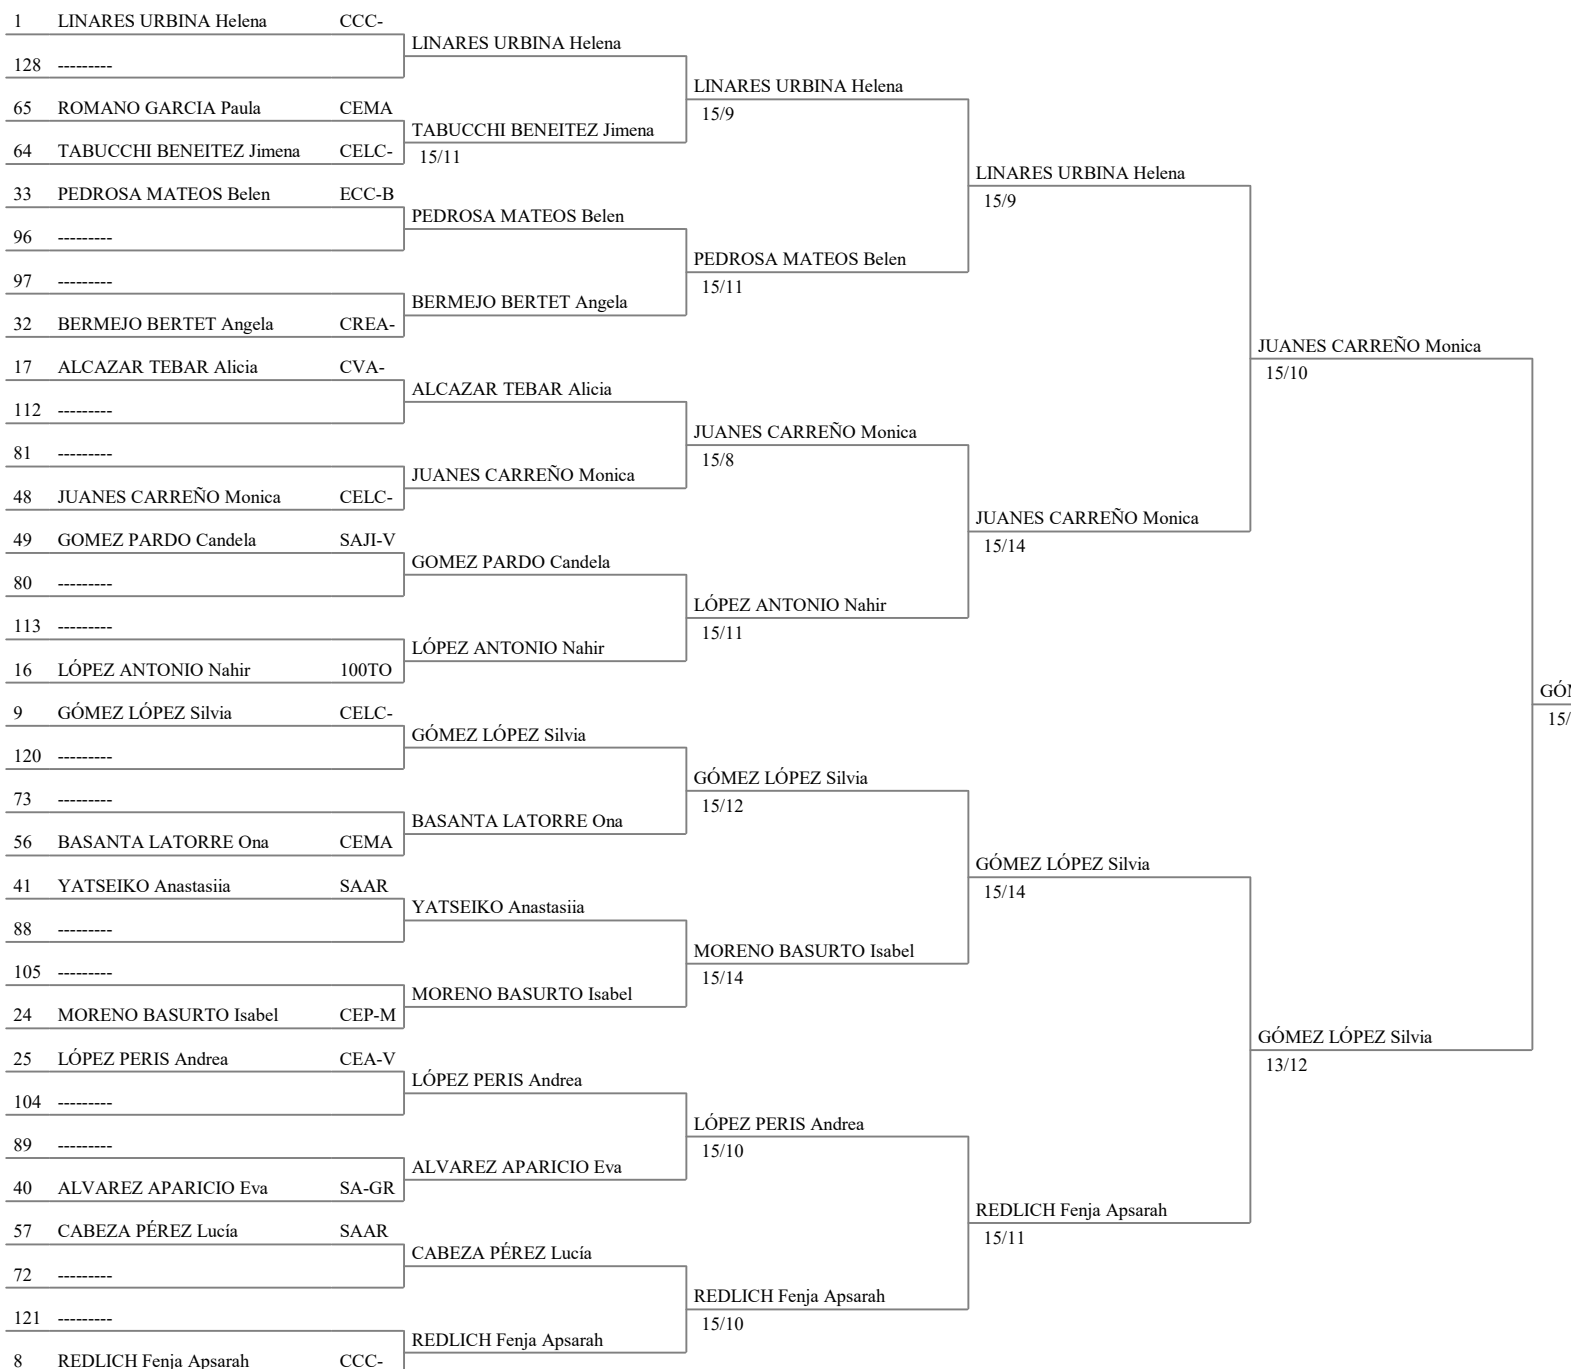 1 LINARES URBINA Helena CCC-
128 ---------
65 ROMANO GARCIA Paula CEMA
64 TABUCCHI BENEITEZ Jimena CELC-
33 PEDROSA MATEOS Belen ECC-B
96 ---------
97 ---------
32 BERMEJO BERTET Angela CREA-
17 ALCAZAR TEBAR Alicia CVA-
112 ---------
81 ---------
48 JUANES CARREÑO Monica CELC-
49 GOMEZ PARDO Candela SAJI-V
80 ---------
113 ---------
16 LÓPEZ ANTONIO Nahir 100TO
9 GÓMEZ LÓPEZ Silvia CELC-
120 ---------
73 ---------
56 BASANTA LATORRE Ona CEMA
41 YATSEIKO Anastasiia SAAR
88 ---------
105 ---------
24 MORENO BASURTO Isabel CEP-M
25 LÓPEZ PERIS Andrea CEA-V
104 ---------
89 ---------
40 ALVAREZ APARICIO Eva SA-GR
57 CABEZA PÉREZ Lucía SAAR
72 ---------
121 ---------
8 REDLICH Fenja Apsarah CCC-
LINARES URBINA Helena
TABUCCHI BENEITEZ Jimena
15/11
PEDROSA MATEOS Belen
BERMEJO BERTET Angela
ALCAZAR TEBAR Alicia
JUANES CARREÑO Monica
GOMEZ PARDO Candela
LÓPEZ ANTONIO Nahir
GÓMEZ LÓPEZ Silvia
BASANTA LATORRE Ona
YATSEIKO Anastasiia
MORENO BASURTO Isabel
LÓPEZ PERIS Andrea
ALVAREZ APARICIO Eva
CABEZA PÉREZ Lucía
REDLICH Fenja Apsarah
LINARES URBINA Helena
15/9
PEDROSA MATEOS Belen
15/11
JUANES CARREÑO Monica
15/8
LÓPEZ ANTONIO Nahir
15/11
GÓMEZ LÓPEZ Silvia
15/12
MORENO BASURTO Isabel
15/14
LÓPEZ PERIS Andrea
15/10
REDLICH Fenja Apsarah
15/10
LINARES URBINA Helena
15/9
JUANES CARREÑO Monica
15/14
GÓMEZ LÓPEZ Silvia
15/14
REDLICH Fenja Apsarah
15/11
JUANES CARREÑO Monica
15/10
GÓMEZ LÓPEZ Silvia
13/12
15/